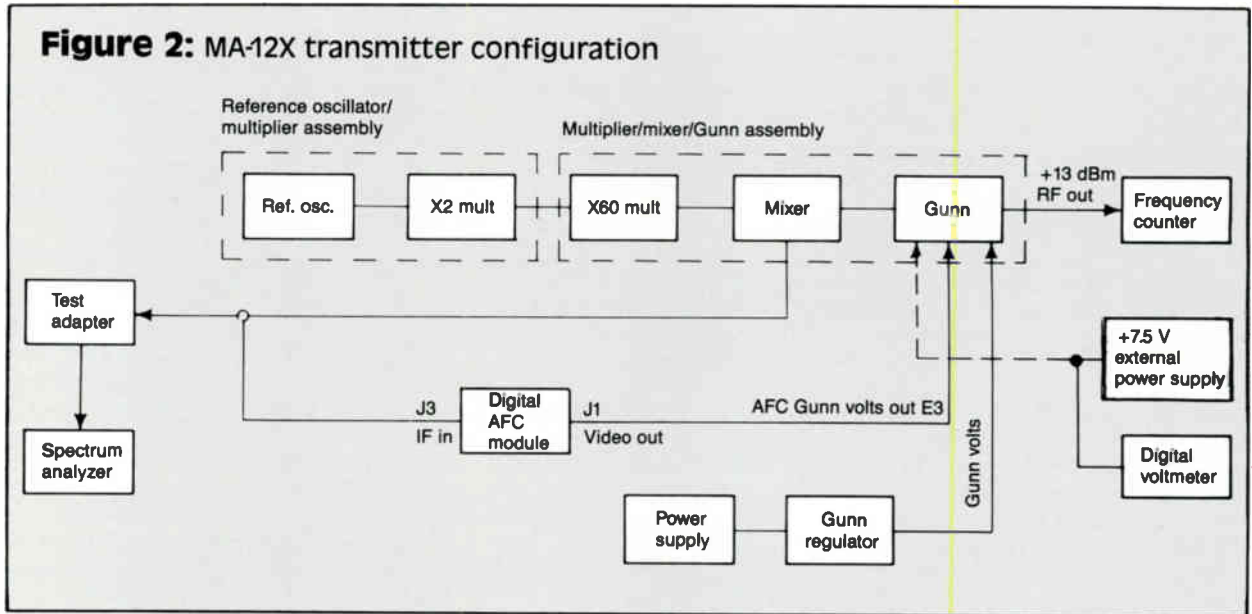 Figure 2: MA-12X transmitter configuration
Reference oscillator/
multiplier assembly
Multiplier/mixer/Gunn assembly
Ref. osc.
X2 mult
X60 mult
Mixer
Gunn
+13 dBm
RF out
Frequency
counter
Test
adapter
Spectrum
analyzer
J3
IF in
Digital
AFC
module
J1
Video out
AFC Gunn volts out E3
Gunn volts
+7.5 V
external
power supply
Digital
voltmeter
Power
supply
Gunn
regulator